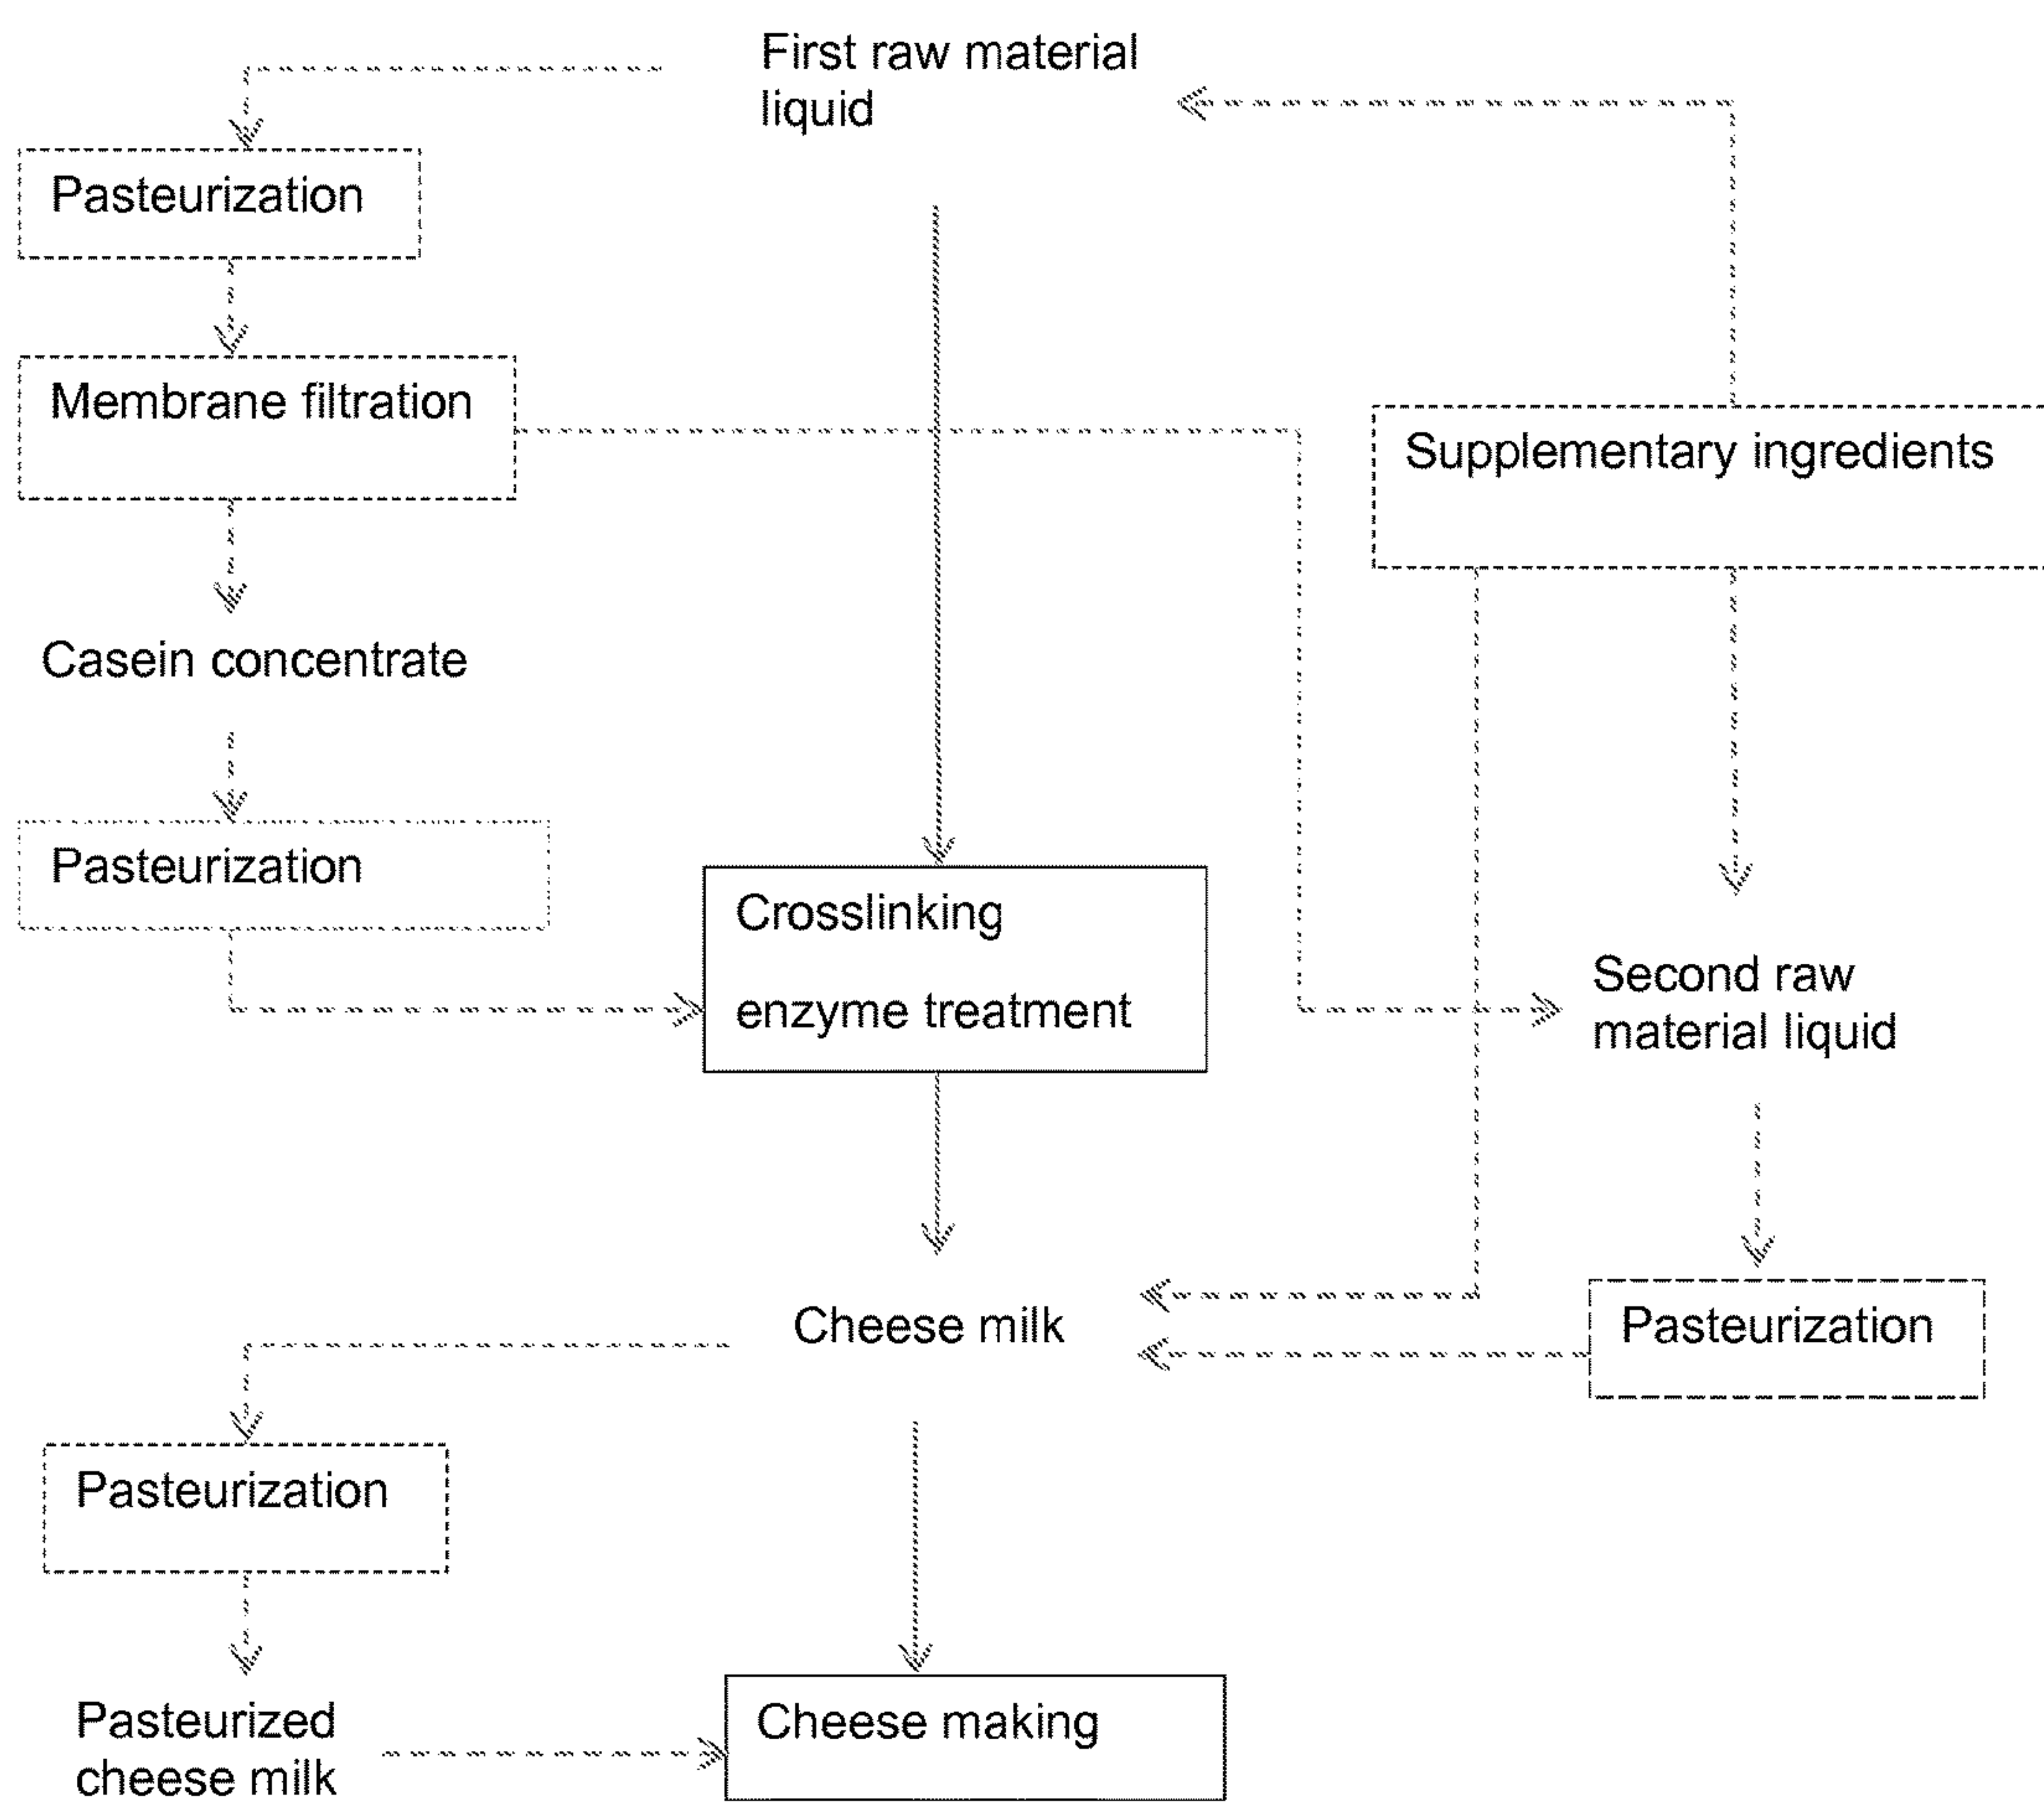 First raw material
liquid
Pasteurization
Membrane filtration
Supplementary ingredients
Casein concentrate
Pasteurization
Crosslinking
enzyme treatment
Second raw
material liquid
Cheese milk
Pasteurization
Pasteurization
Pasteurized
cheese milk
Cheese making